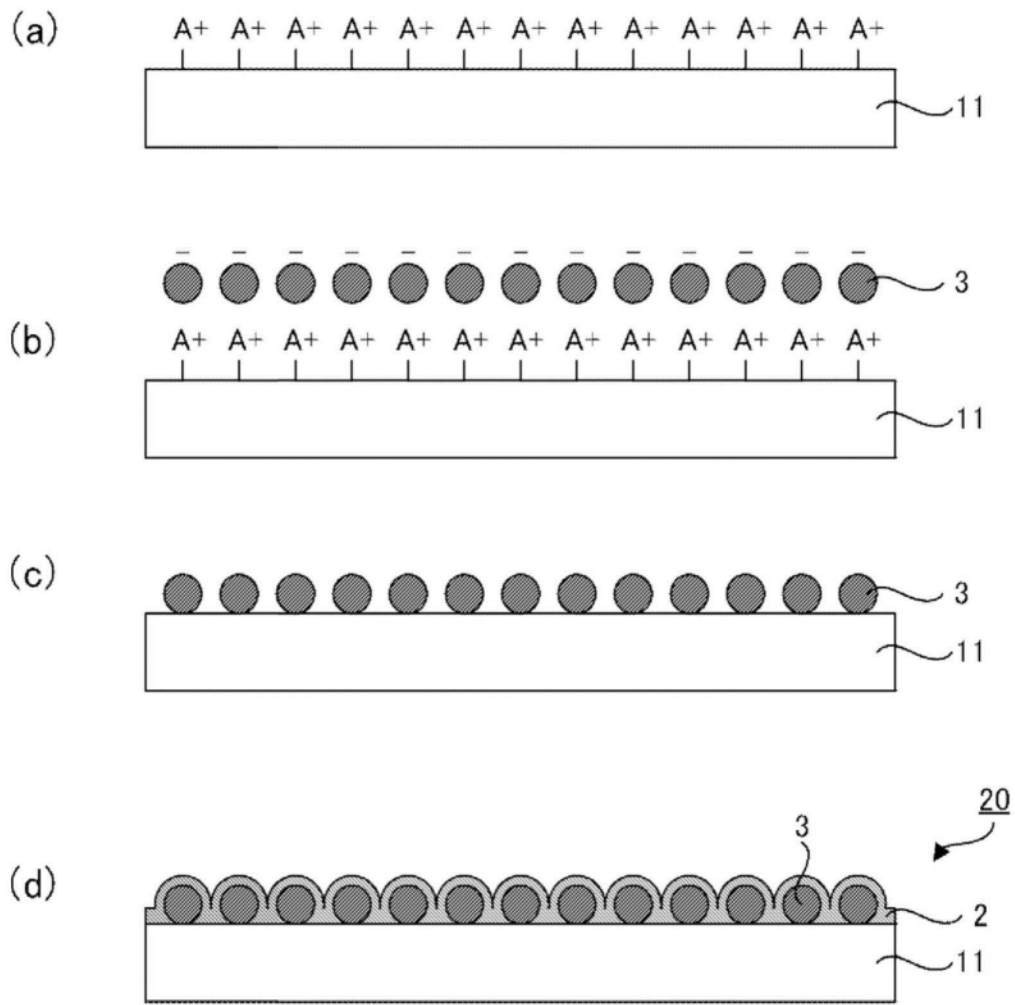 (a) A+ A+ A+ A+ A+ A+ A+ A+ A+ A+ A+ A+ A+
11
− − − − − − − − − − − − −
3
(b) A+ A+ A+ A+ A+ A+ A+ A+ A+ A+ A+ A+ A+
11
(c)
3
11
20
3
(d)
2
11